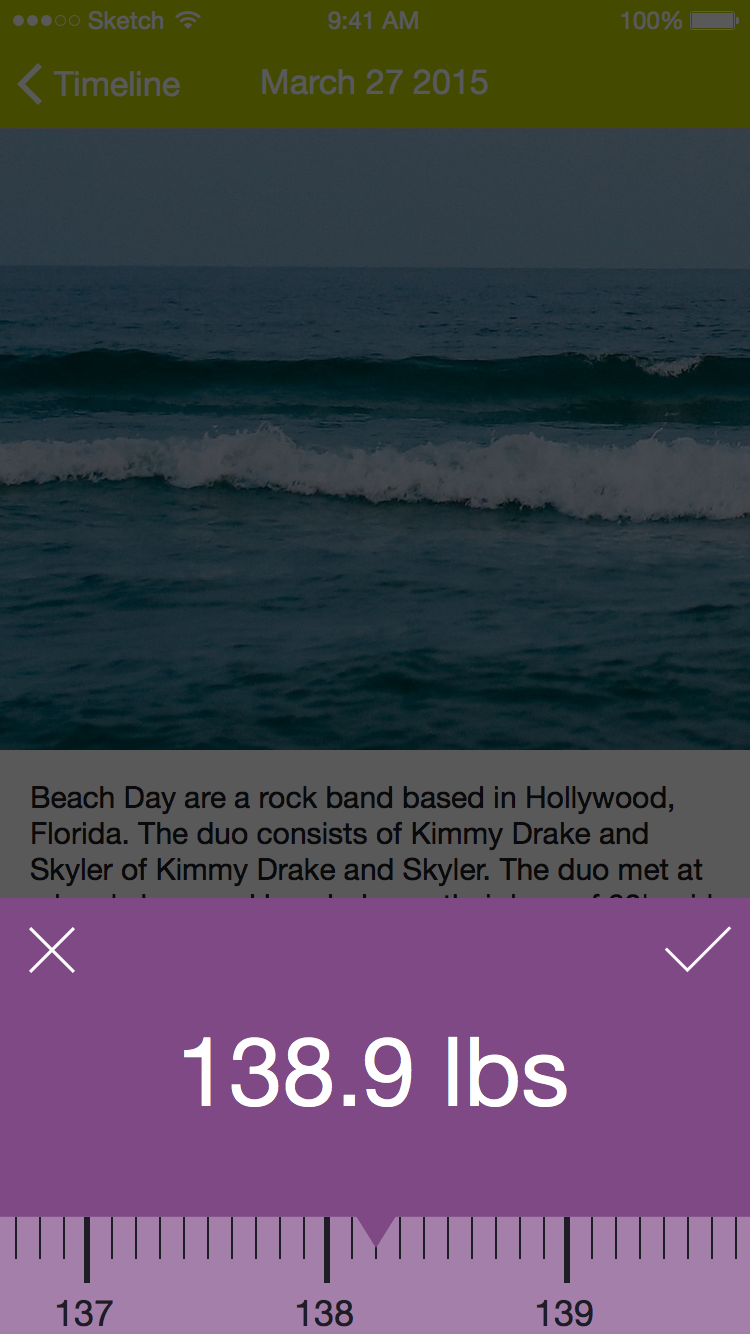 Sketch 9:41 AM 100%
Timeline March 27 2015
Beach Day are a rock band based in Hollywood,
Florida. The duo consists of Kimmy Drake and
Skyler of Kimmy Drake and Skyler. The duo met at
138.9 lbs
137 138 139